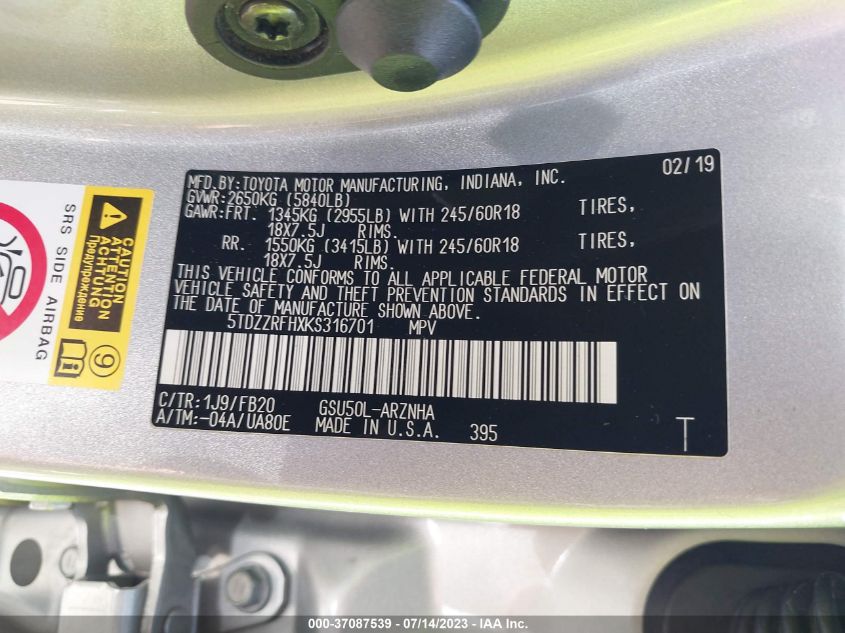 02/19
MFD. BY: TOYOTA MOTOR MANUFACTURING, INDIANA, INC.
GVWR: 2650KG (5840LB)
GAWR: FRT. 1345KG (2955LB) WITH 245/60R18 TIRES,
18X7.5J RIMS.
RR. 1550KG (3415LB) WITH 245/60R18 TIRES,
18X7.5J RIMS.
THIS VEHICLE CONFORMS TO ALL APPLICABLE FEDERAL MOTOR
VEHICLE SAFETY AND THEFT PREVENTION STANDARDS IN EFFECT ON
THE DATE OF MANUFACTURE SHOWN ABOVE.
5TDZZRFHXKS316701 MPV
C/TR: 1J9/FB20 GSU50L-ARZNHA
A/TM: -04A/UA80E MADE IN U.S.A. 395
T
SRS SIDE AIRBAG
CAUTION
ATTENTION
ACHTUNG
Предупреждение
9
000-37087539 - 07/14/2023 - IAA Inc.